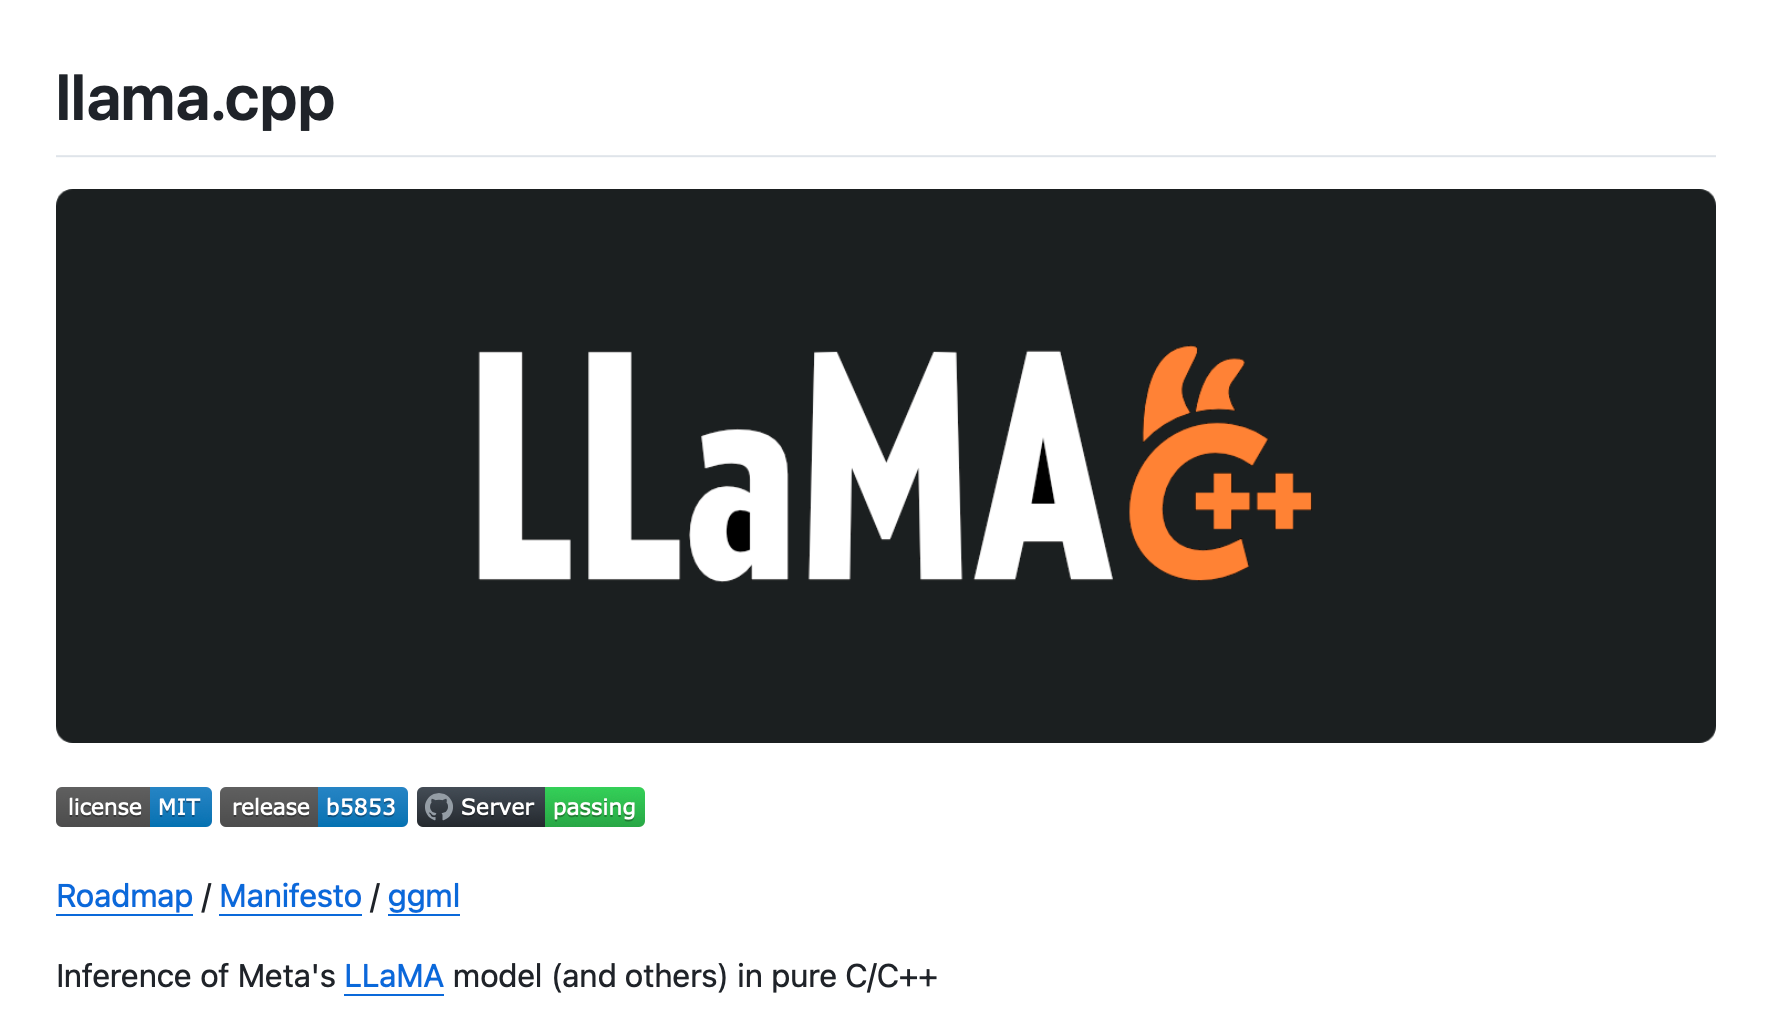 llama.cpp
LLaMA C++
license MIT release b5853 Server passing
Roadmap / Manifesto / ggml
Inference of Meta's LLaMA model (and others) in pure C/C++